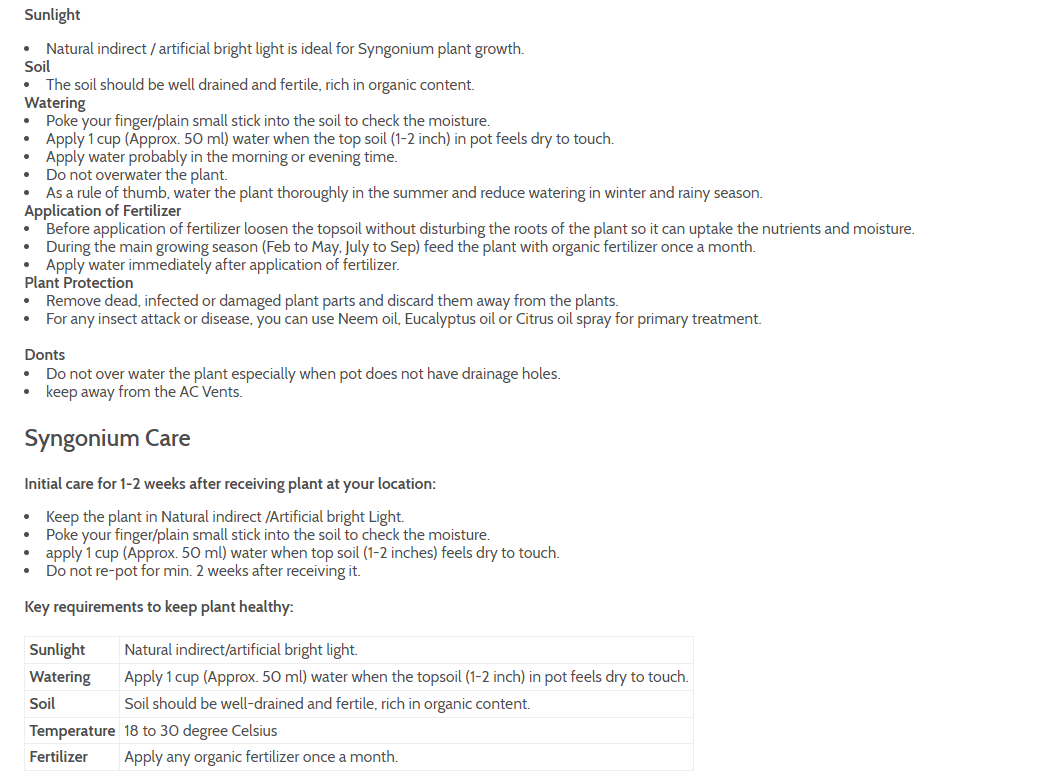 Sunlight
• Natural indirect / artificial bright light is ideal for Syngonium plant growth.
Soil
• The soil should be well drained and fertile, rich in organic content.
Watering
• Poke your finger/plain small stick into the soil to check the moisture.
• Apply 1 cup (Approx. 50 ml) water when the top soil (1-2 inch) in pot feels dry to touch.
• Apply water probably in the morning or evening time.
• Do not overwater the plant.
• As a rule of thumb, water the plant thoroughly in the summer and reduce watering in winter and rainy season.
Application of Fertilizer
• Before application of fertilizer loosen the topsoil without disturbing the roots of the plant so it can uptake the nutrients and moisture.
• During the main growing season (Feb to May, July to Sep) feed the plant with organic fertilizer once a month.
• Apply water immediately after application of fertilizer.
Plant Protection
• Remove dead, infected or damaged plant parts and discard them away from the plants.
• For any insect attack or disease, you can use Neem oil, Eucalyptus oil or Citrus oil spray for primary treatment.
Donts
• Do not over water the plant especially when pot does not have drainage holes.
• keep away from the AC Vents.
Syngonium Care
Initial care for 1-2 weeks after receiving plant at your location:
• Keep the plant in Natural indirect /Artificial bright Light.
• Poke your finger/plain small stick into the soil to check the moisture.
• apply 1 cup (Approx. 50 ml) water when top soil (1-2 inches) feels dry to touch.
• Do not re-pot for min. 2 weeks after receiving it.
Key requirements to keep plant healthy:
Sunlight Natural indirect/artificial bright light.
Watering Apply 1 cup (Approx. 50 ml) water when the topsoil (1-2 inch) in pot feels dry to touch.
Soil Soil should be well-drained and fertile, rich in organic content.
Temperature 18 to 30 degree Celsius
Fertilizer Apply any organic fertilizer once a month.